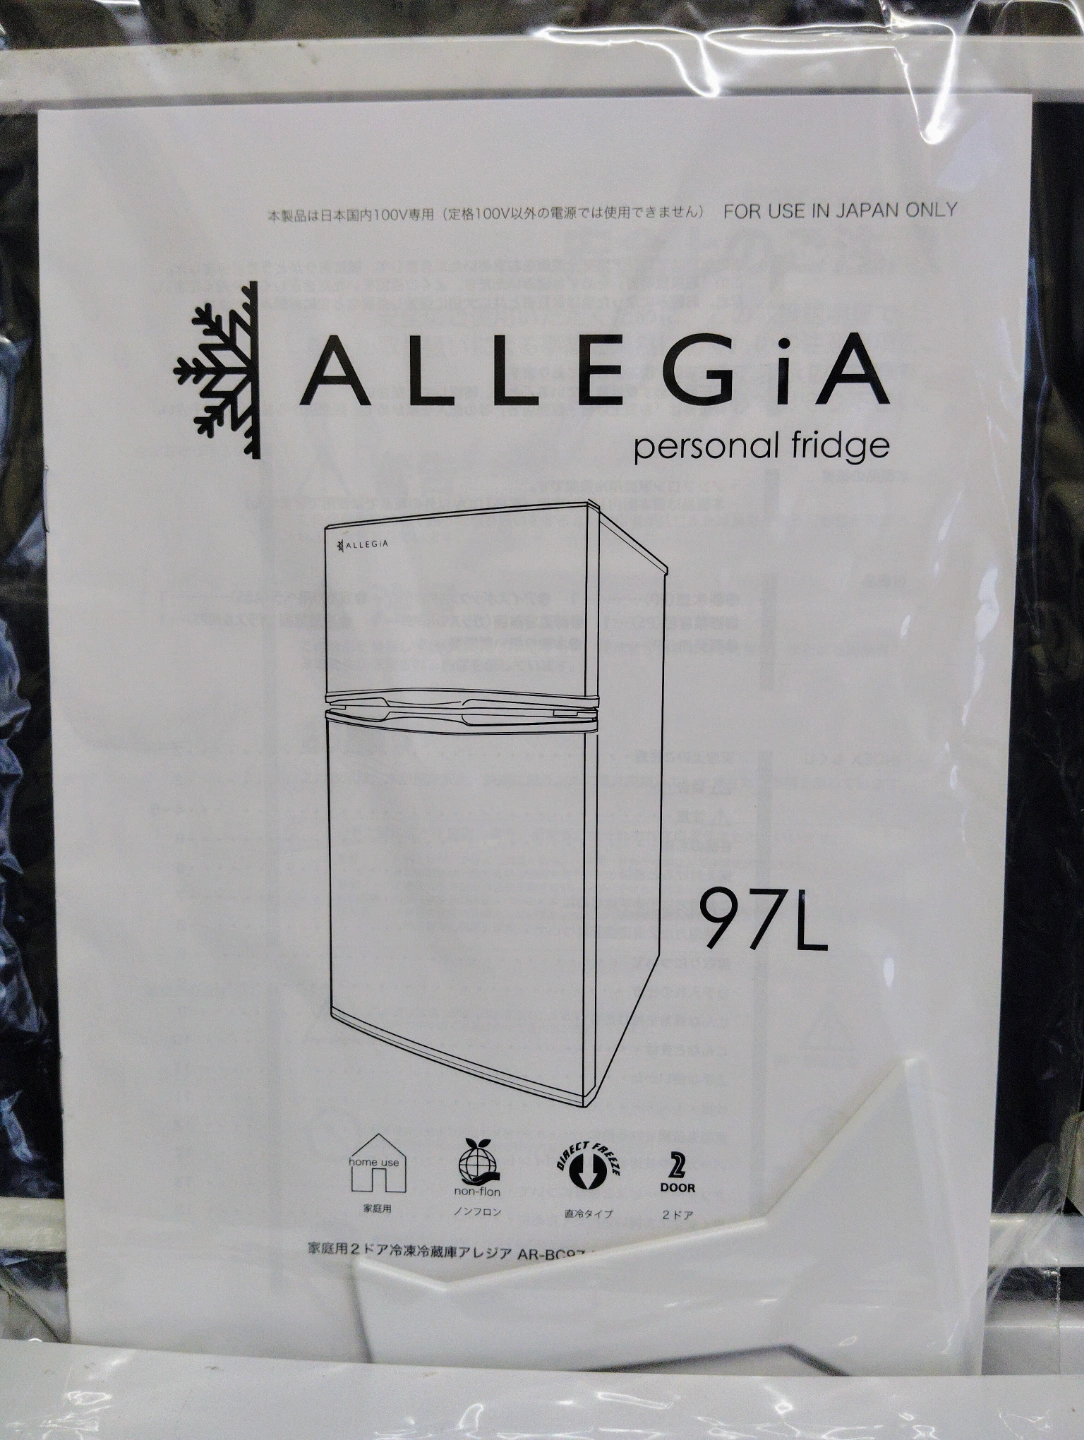 本製品は日本国内100V専用（定格100V以外の電源では使用できません） FOR USE IN JAPAN ONLY
ALLEGiA
personal fridge
ALLEGiA
97L
home use
家庭用
non-flon
ノンフロン
DIRECT FREEZE
直冷タイプ
2
DOOR
2ドア
家庭用2ドア冷凍冷蔵庫アレジア AR-BC97